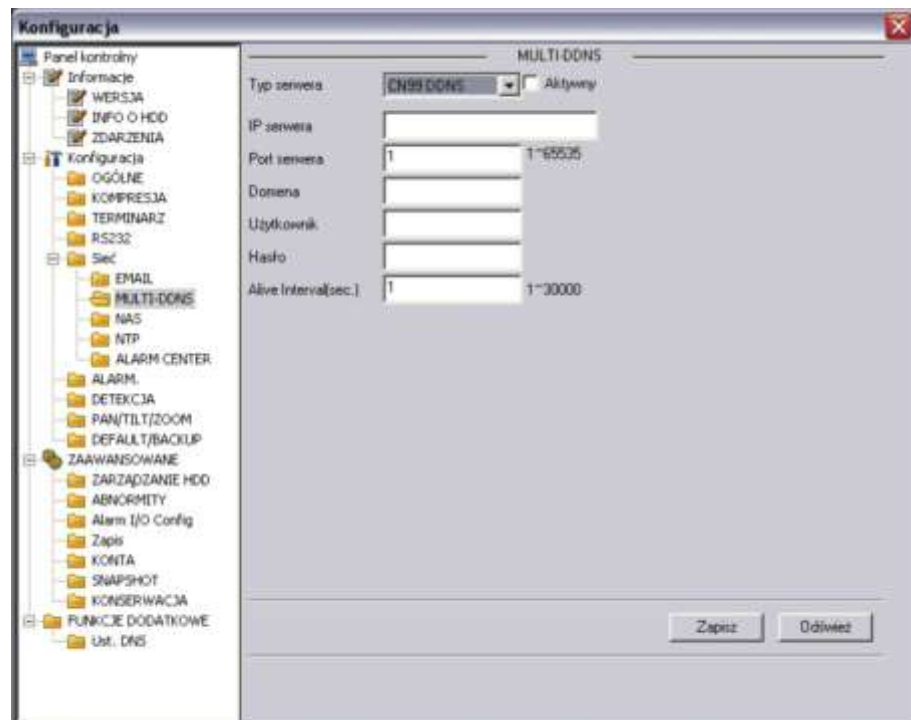 Konfiguracja
Panel kontrolny
Informacje
WERSJA
INFO O HDD
ZDARZENIA
Konfiguracja
OGÓLNE
KOMPRESJA
TERMINARZ
RS232
Sieć
EMAIL
MULTI-DDNS
NAS
NTP
ALARM CENTER
ALARM.
DETEKCJA
PAN/TILT/ZOOM
DEFAULT/BACKUP
ZAAWANSOWANE
ZARZĄDZANIE HDD
ABNORMITY
Alarm I/O Config
Zapis
KONTA
SNAPSHOT
KONSERWACJA
FUNKCJE DODATKOWE
Ust. DNS
MULTI-DDNS
Typ serwera CN99 DDNS Aktywny
IP serwera
Port serwera 1 1~65535
Domena
Użytkownik
Hasło
Alive Interval(sec.) 1 1~30000
Zapisz Odśwież